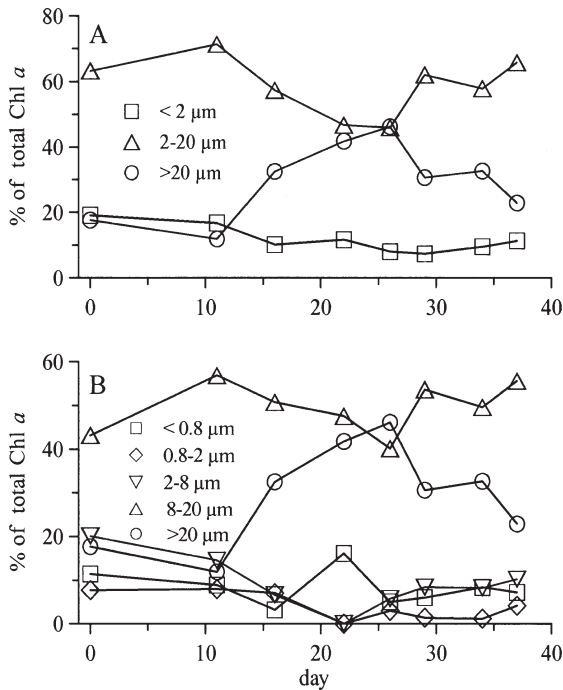 A
% of total Chl a
80
60
40
20
0
< 2 µm
2-20 µm
>20 µm
0 10 20 30 40
B
% of total Chl a
60
40
20
0
< 0.8 µm
0.8-2 µm
2-8 µm
8-20 µm
>20 µm
0 10 20 30 40
day